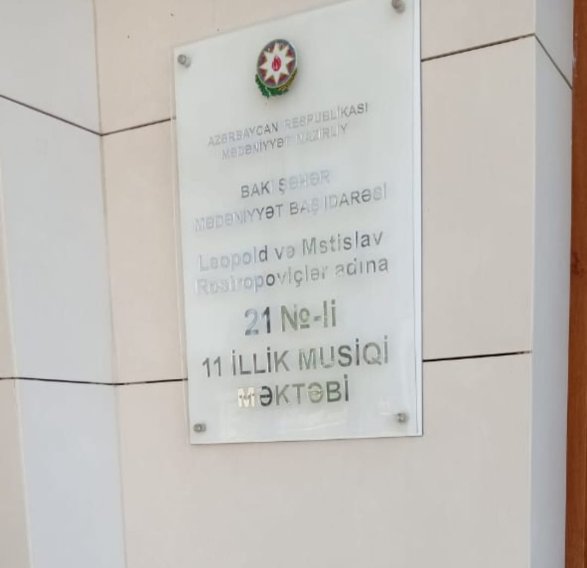 AZƏRBAYCAN RESPUBLİKASI
MƏDƏNİYYƏT NAZİRLİY
BAKI ŞƏHƏR
MƏDƏNİYYƏT BAŞ İDARƏSİ
Leopold və Mstislav
Rostropoviçlər adına
21 №-li
11 İLLİK MUSİQİ
MƏKTƏBİ